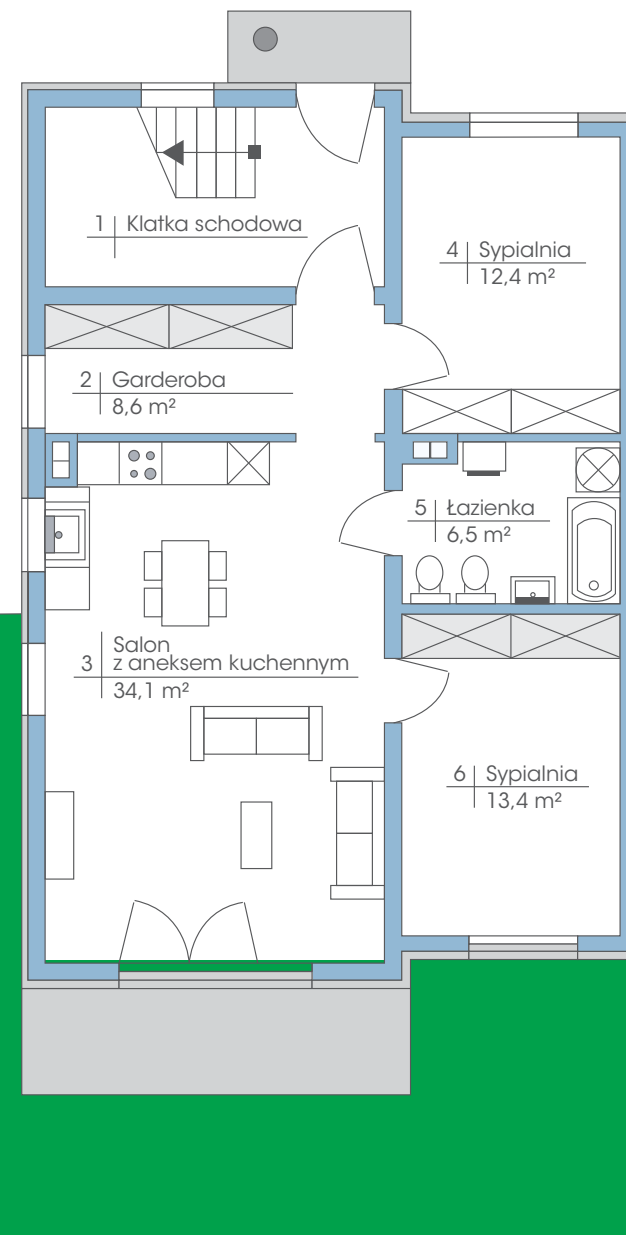 1 Klatka schodowa
4 Sypialnia
12,4 m²
2 Garderoba
8,6 m²
5 Łazienka
6,5 m²
3 Salon
z aneksem kuchennym
34,1 m²
6 Sypialnia
13,4 m²